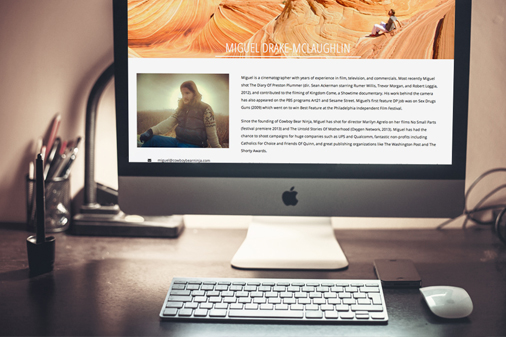 MIGUEL DRAKE-MCLAUGHLIN
Miguel is a cinematographer with years of experience in film, television, and commercials. Most recently Miguel
shot The Diary Of Preston Plummer (dir. Sean Ackerman starring Rumer Willis, Trevor Morgan, and Robert Loggia,
2012), and contributed to the filming of Kingdom Come, a Showtime documentary. His work behind the camera
has also appeared on the PBS programs Art21 and Sesame Street. Miguel's first feature DP job was on Sex Drugs
Guns (2009) which went on to win Best Feature at the Philadelphia Independent Film Festival.
Since the founding of Cowboy Bear Ninja, Miguel has shot for director Marilyn Agrelo on her films No Small Parts
(festival premiere 2013) and The Untold Stories Of Motherhood (Oxygen Network, 2013). Miguel has had the
chance to shoot campaigns for huge companies such as UPS and Qualcomm, fantastic non-profits including
Catholics For Choice and Friends Of Quinn, and great publishing organizations like The Washington Post and The
Shorty Awards.
miguel@cowboybearninja.com